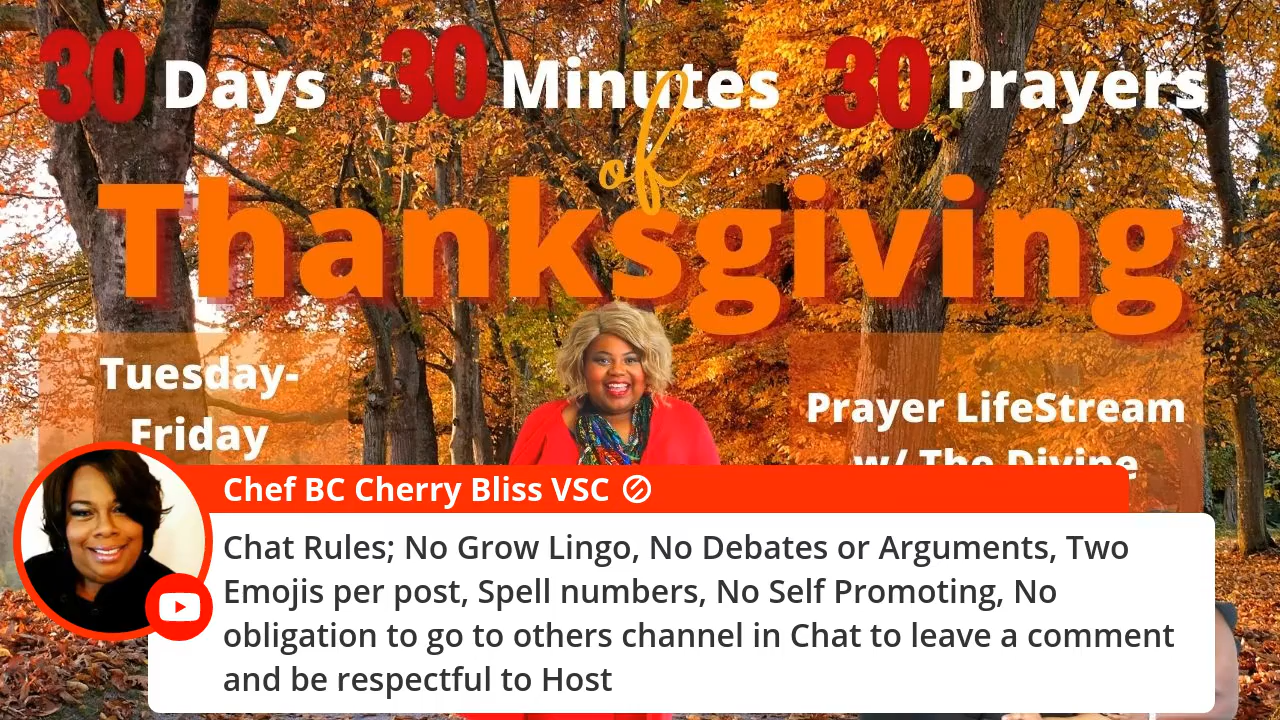 30 Days 30 Minutes 30 Prayers
of
Thanksgiving
Tuesday-
Friday
Prayer LifeStream
w/ The Divine
Chef BC Cherry Bliss VSC
Chat Rules; No Grow Lingo, No Debates or Arguments, Two
Emojis per post, Spell numbers, No Self Promoting, No
obligation to go to others channel in Chat to leave a comment
and be respectful to Host